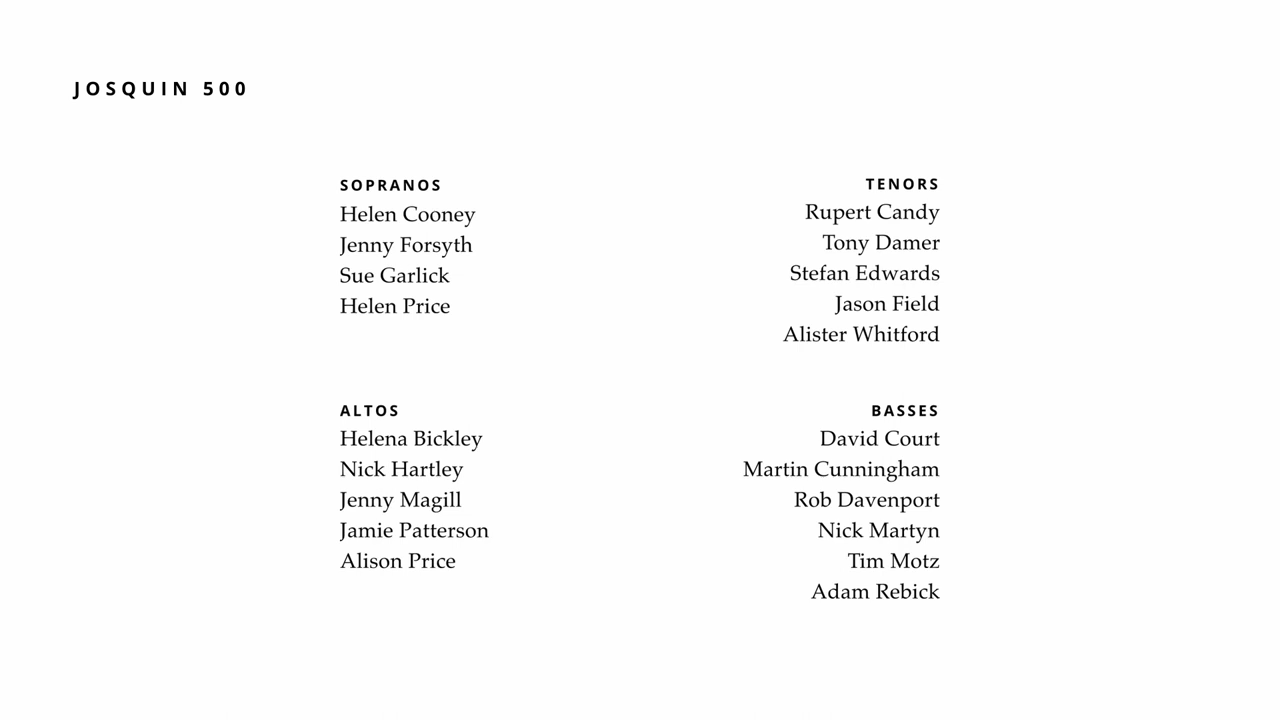 JOSQUIN 500
SOPRANOS
Helen Cooney
Jenny Forsyth
Sue Garlick
Helen Price
ALTOS
Helena Bickley
Nick Hartley
Jenny Magill
Jamie Patterson
Alison Price
TENORS
Rupert Candy
Tony Damer
Stefan Edwards
Jason Field
Alister Whitford
BASSES
David Court
Martin Cunningham
Rob Davenport
Nick Martyn
Tim Motz
Adam Rebick